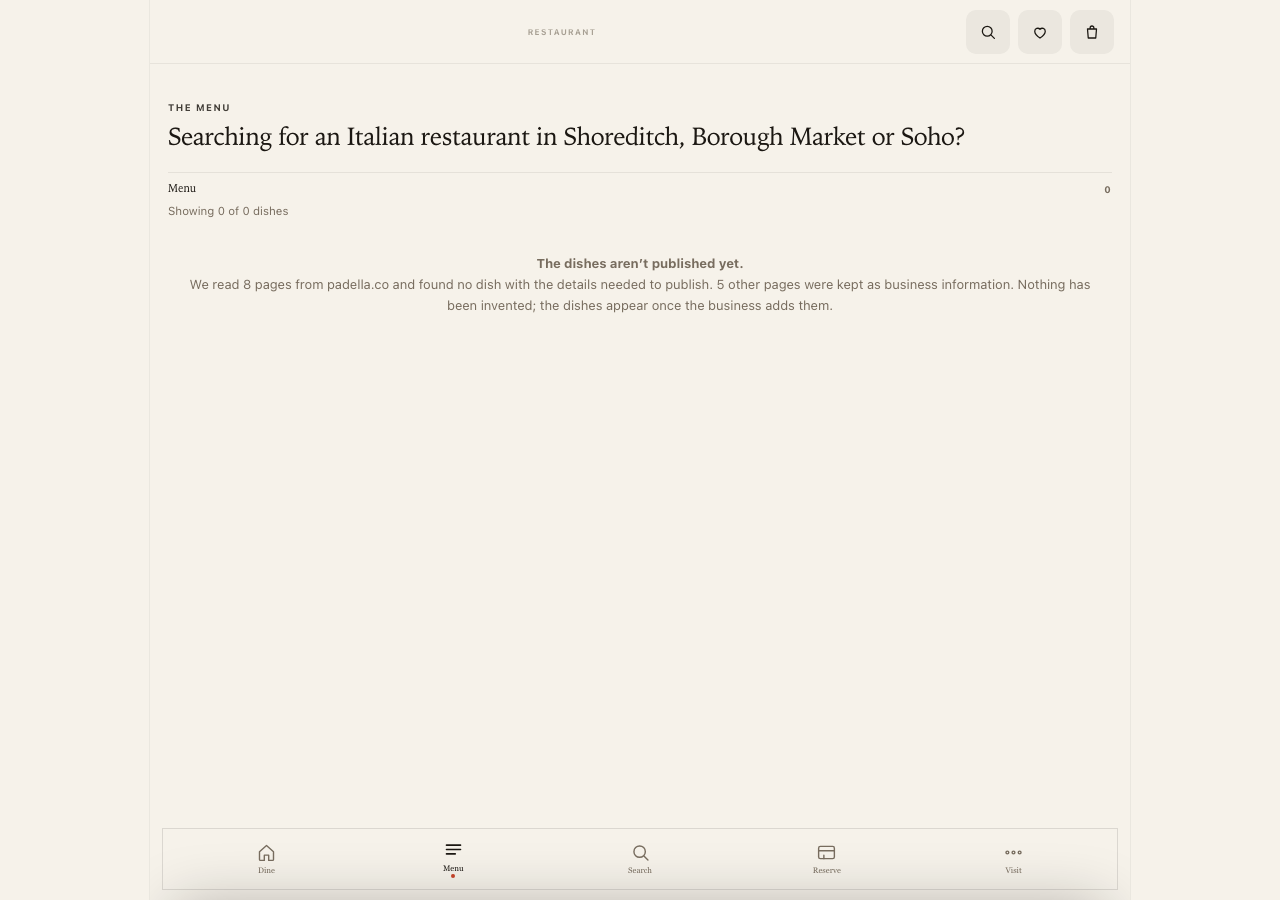 RESTAURANT
THE MENU
Searching for an Italian restaurant in Shoreditch, Borough Market or Soho?
Menu
0
Showing 0 of 0 dishes
The dishes aren’t published yet.
We read 8 pages from padella.co and found no dish with the details needed to publish. 5 other pages were kept as business information. Nothing has
been invented; the dishes appear once the business adds them.
Dine
Menu
Search
Reserve
Visit